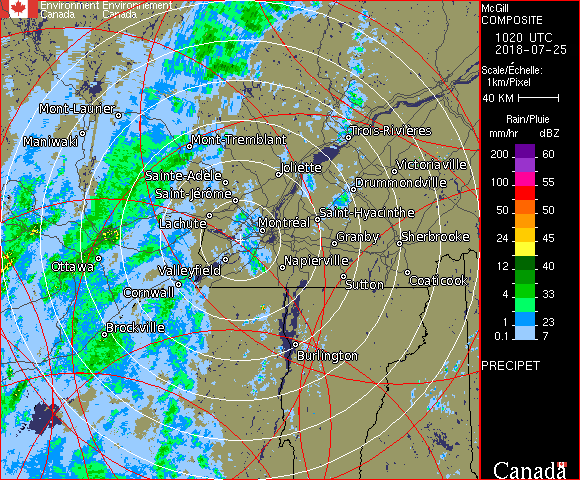 Environment Environnement
Canada Canada
McGill
COMPOSITE
1020 UTC
2018-07-25
Scale/Échelle:
1km/Pixel
40 KM
Rain/Pluie
mm/hr dBZ
200 60
100 55
50 50
24 45
12 40
4 33
1 23
0.1 7
PRECIPET
Canada
Mont-Laurier
Maniwaki
Mont-Tremblant
Trois-Rivières
Sainte-Adèle
Joliette
Victoriaville
Saint-Jérôme
Drummondville
Lachute
Montréal
Saint-Hyacinthe
Granby
Sherbrooke
Ottawa
Valleyfield
Napierville
Cornwall
Sutton
Coaticook
Brockville
Burlington